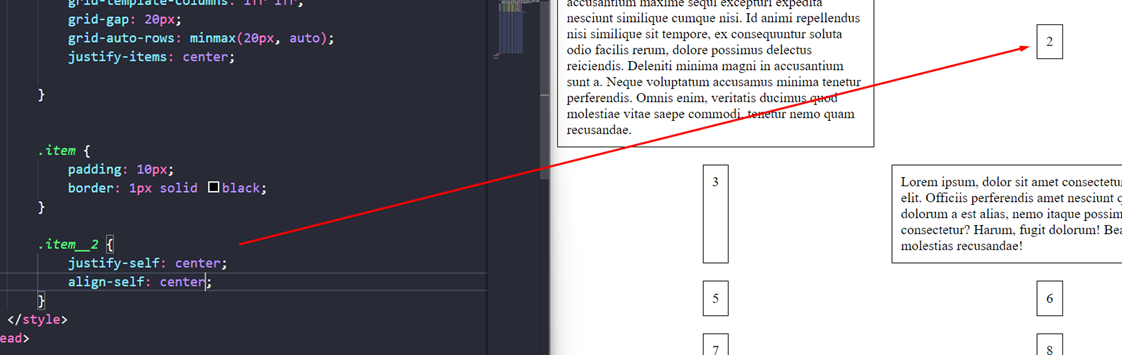 grid-template-columns: 1fr 1fr;
grid-gap: 20px;
grid-auto-rows: minmax(20px, auto);
justify-items: center;
}
.item {
padding: 10px;
border: 1px solid black;
}
.item__2 {
justify-self: center;
align-self: center;
}
</style>
ead>
accusantium maxime sequi excepturi expedita
nesciunt similique cumque nisi. Id animi repellendus
nisi similique sit tempore, ex consequuntur soluta
odio facilis rerum, dolore possimus delectus
reiciendis. Deleniti minima magni in accusantium
sunt a. Neque voluptatum accusamus minima tenetur
perferendis. Omnis enim, veritatis ducimus quod
molestiae vitae saepe commodi, tenetur nemo quam
recusandae.
2
3
Lorem ipsum, dolor sit amet consectetu
elit. Officiis perferendis amet nesciunt q
dolorum a est alias, nemo itaque possim
consectetur? Harum, fugit dolorum! Bea
molestias recusandae!
5
6
7
8